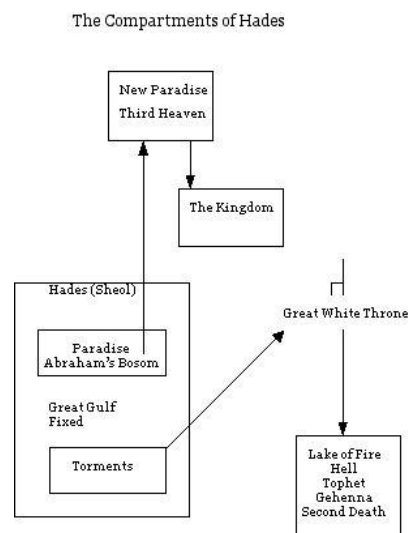 The Compartments of Hades
New Paradise
Third Heaven
The Kingdom
Hades (Sheol)
Great White Throne
Paradise
Abraham's Bosom
Great Gulf
Fixed
Torments
Lake of Fire
Hell
Tophet
Gehenna
Second Death